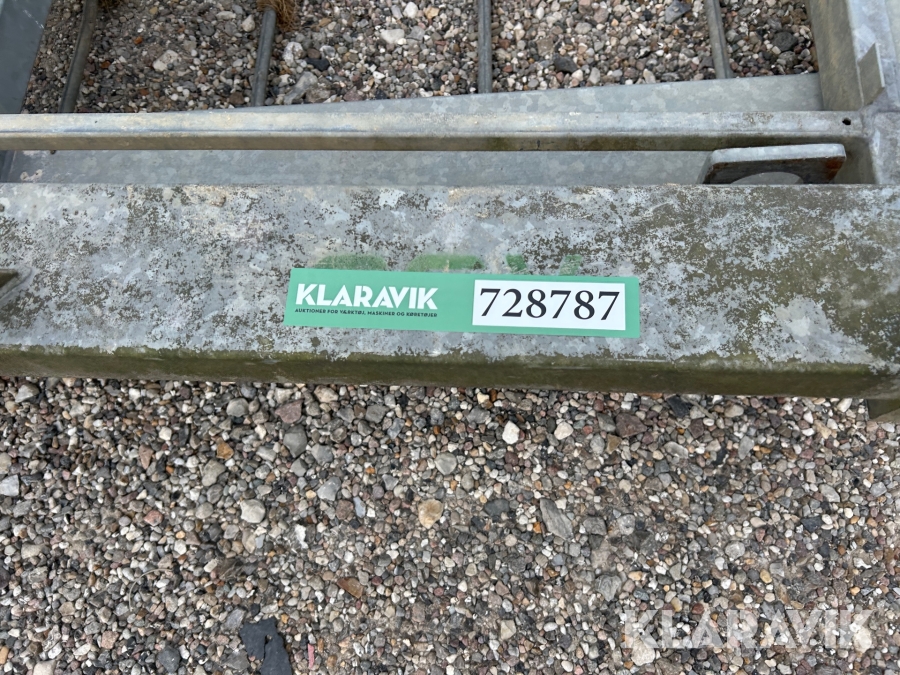 KLARAVIK
AUKTIONER FOR VÆRKTØJ, MASKINER OG KØRETØJER
728787
KLARAVIK